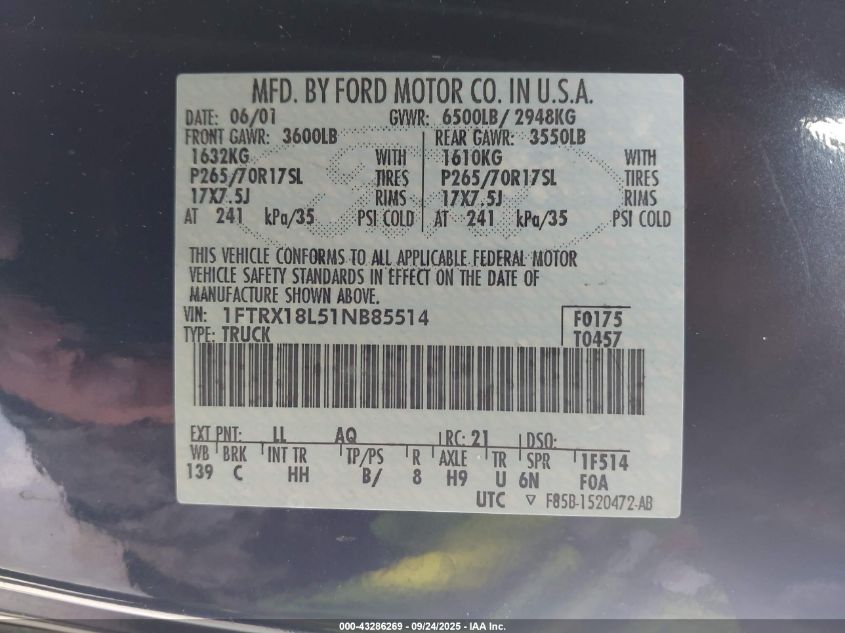 MFD. BY FORD MOTOR CO. IN U.S.A.
DATE: 06/01 GVWR: 6500LB/ 2948KG
FRONT GAWR: 3600LB REAR GAWR: 3550LB
1632KG WITH 1610KG WITH
P265/70R17SL TIRES P265/70R17SL TIRES
17X7.5J RIMS 17X7.5J RIMS
AT 241 kPa/35 PSI COLD AT 241 kPa/35 PSI COLD
THIS VEHICLE CONFORMS TO ALL APPLICABLE FEDERAL MOTOR
VEHICLE SAFETY STANDARDS IN EFFECT ON THE DATE OF
MANUFACTURE SHOWN ABOVE.
VIN: 1FTRX18L51NB85514 F0175
TYPE: TRUCK T0457
EXT PNT: LL AQ RC: 21 DSO:
WB BRK INT TR TP/PS R AXLE TR SPR 1F514
139 C HH B/ 8 H9 U 6N F0A
UTC ▽ F85B-1520472-AB
000-43286269 - 09/24/2025 - IAA Inc.